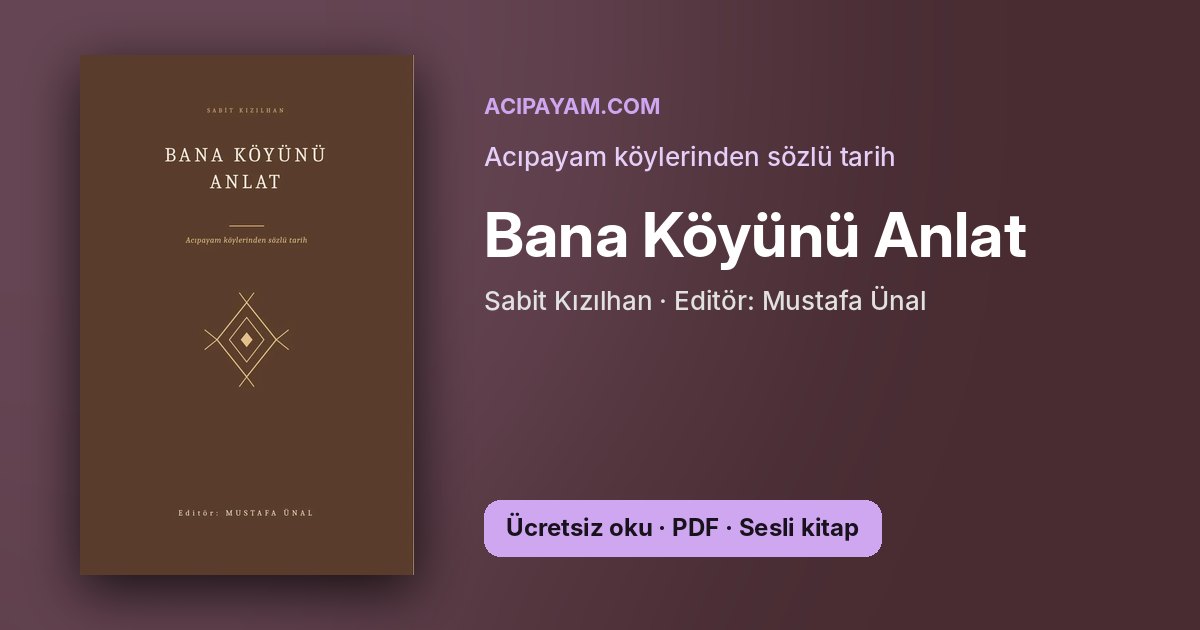 SABİT KIZILHAN
BANA KÖYÜNÜ
ANLAT
Acıpayam köylerinden sözlü tarih
Editör: MUSTAFA ÜNAL
ACIPAYAM.COM
Acıpayam köylerinden sözlü tarih
Bana Köyünü Anlat
Sabit Kızılhan · Editör: Mustafa Ünal
Ücretsiz oku · PDF · Sesli kitap